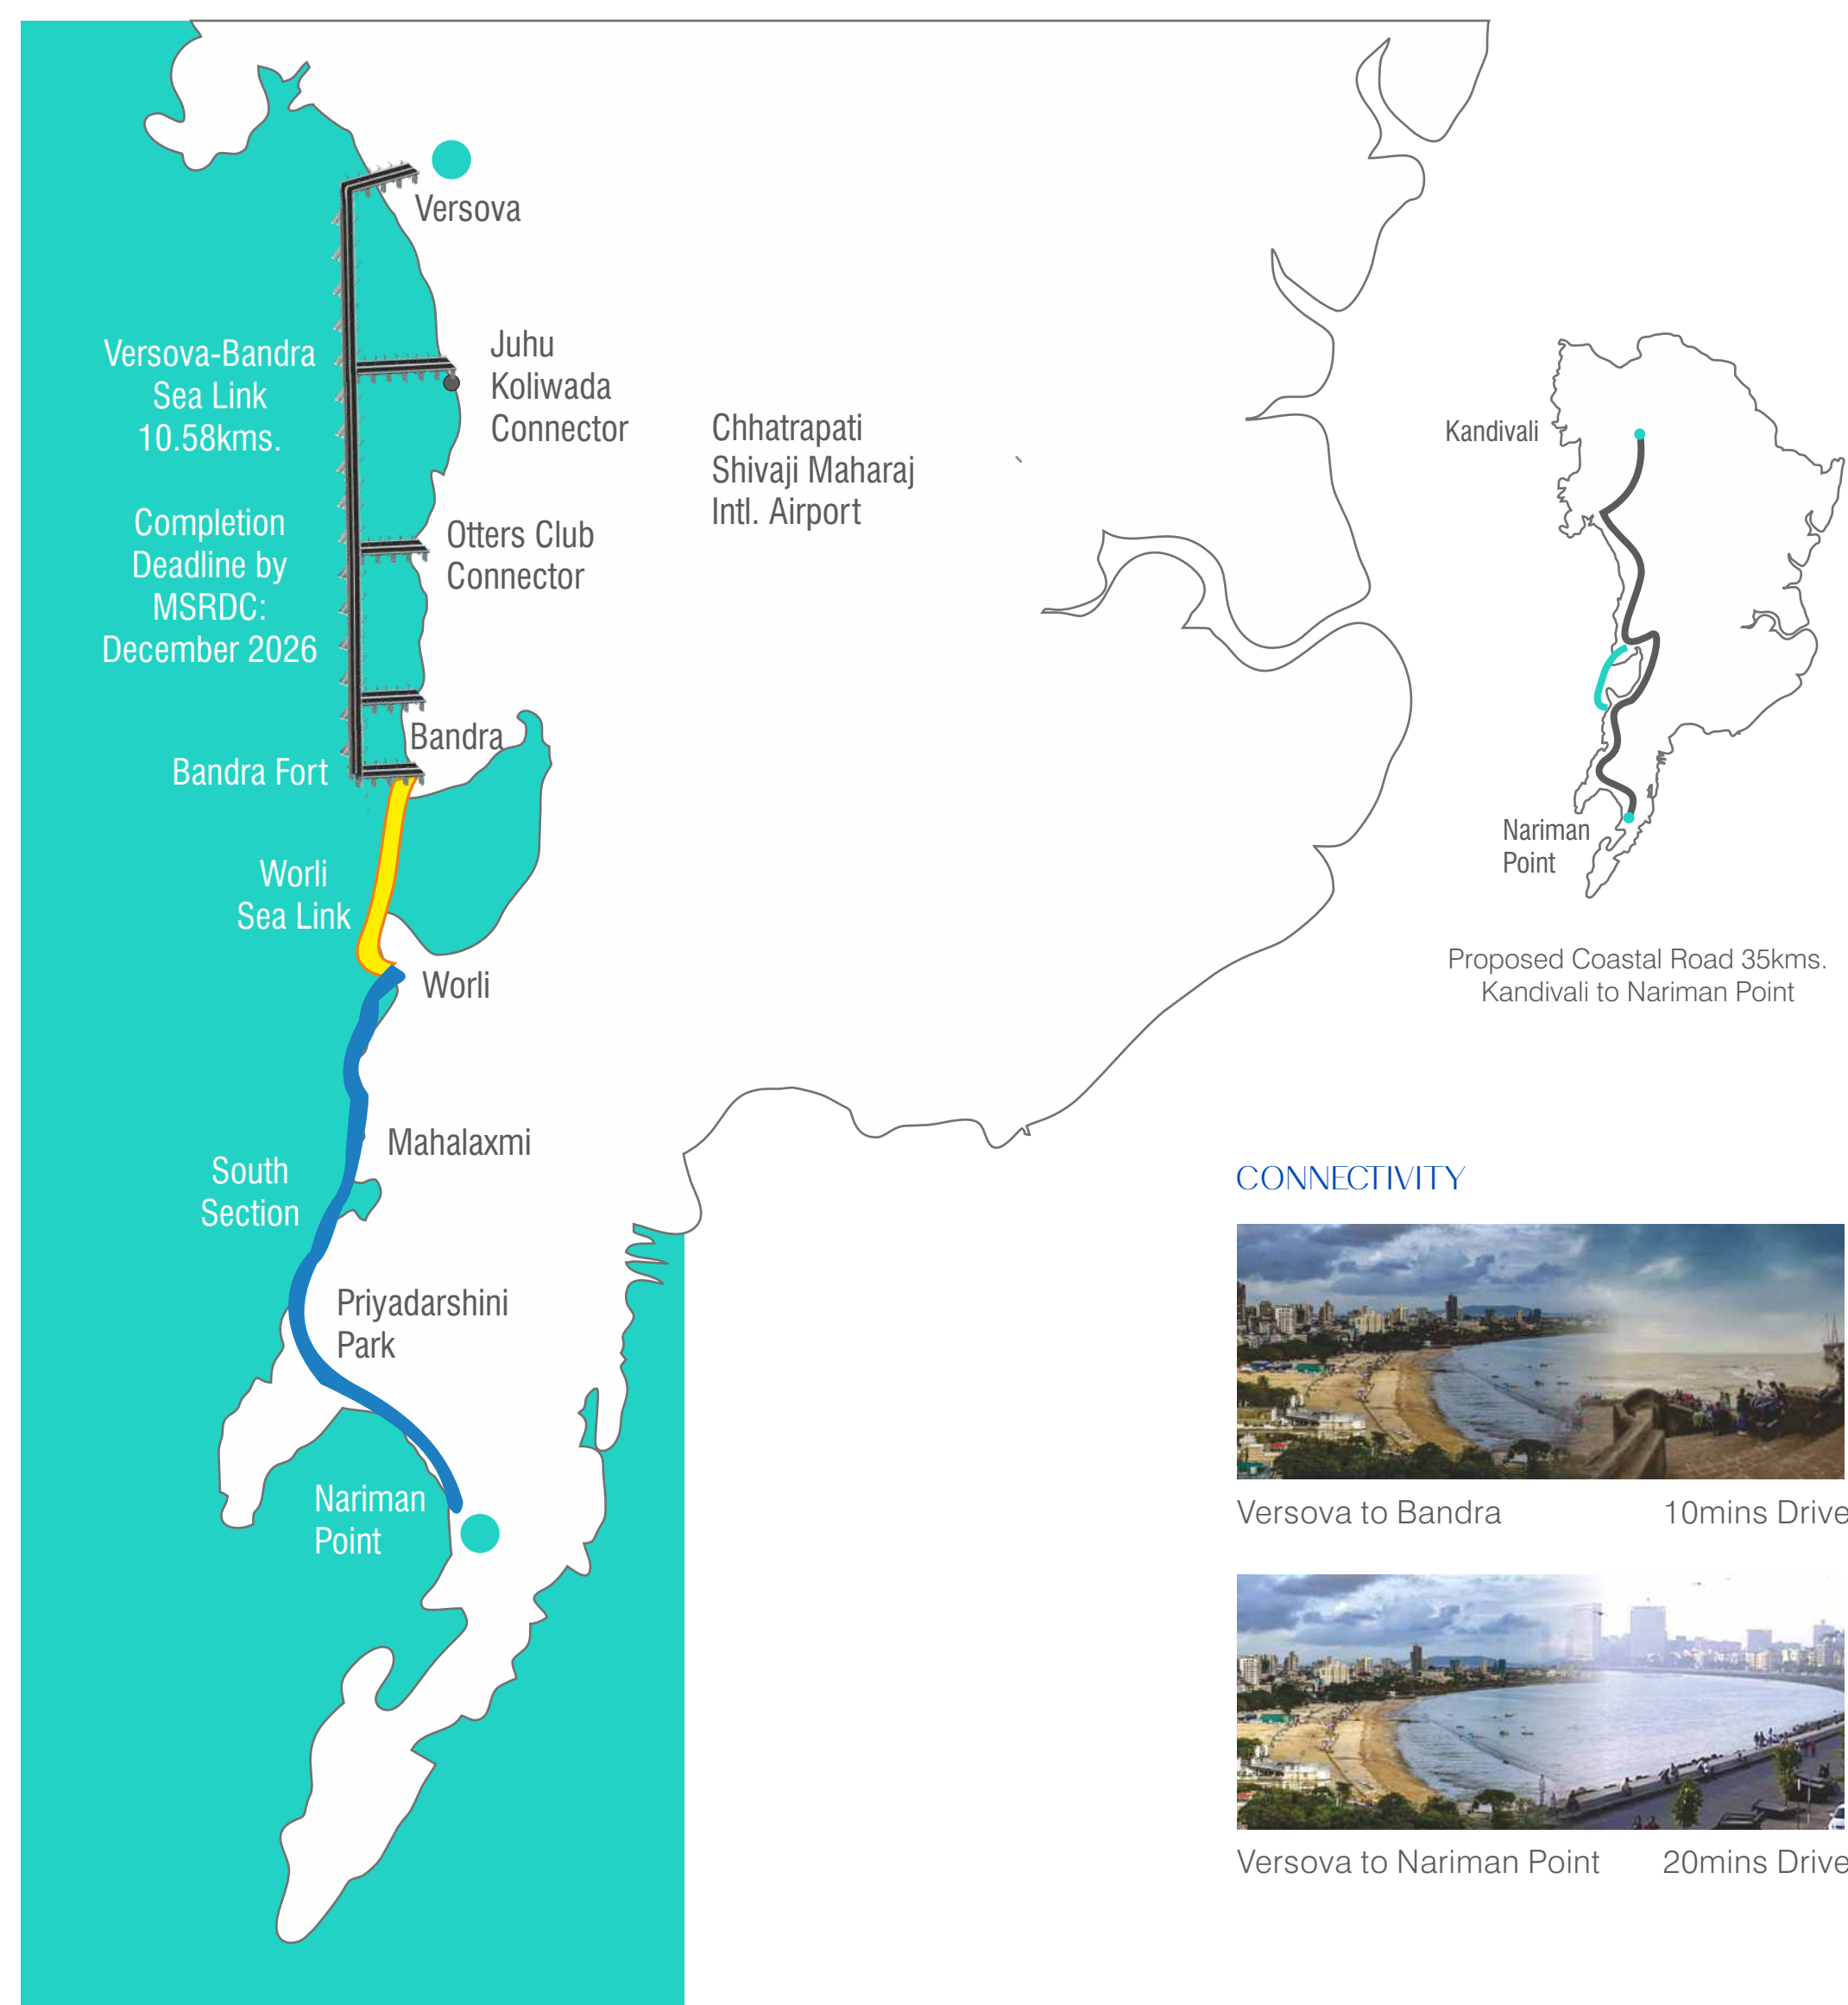 Versova
Versova-Bandra
Sea Link
10.58kms.
Completion
Deadline by
MSRDC:
December 2026
Juhu
Koliwada
Connector
Chhatrapati
Shivaji Maharaj
Intl. Airport
Otters Club
Connector
Bandra
Bandra Fort
Worli
Sea Link
Worli
Mahalaxmi
South
Section
Priyadarshini
Park
Nariman
Point
Kandivali
Nariman
Point
Proposed Coastal Road 35kms.
Kandivali to Nariman Point
CONNECTIVITY
Versova to Bandra 10mins Drive
Versova to Nariman Point 20mins Drive